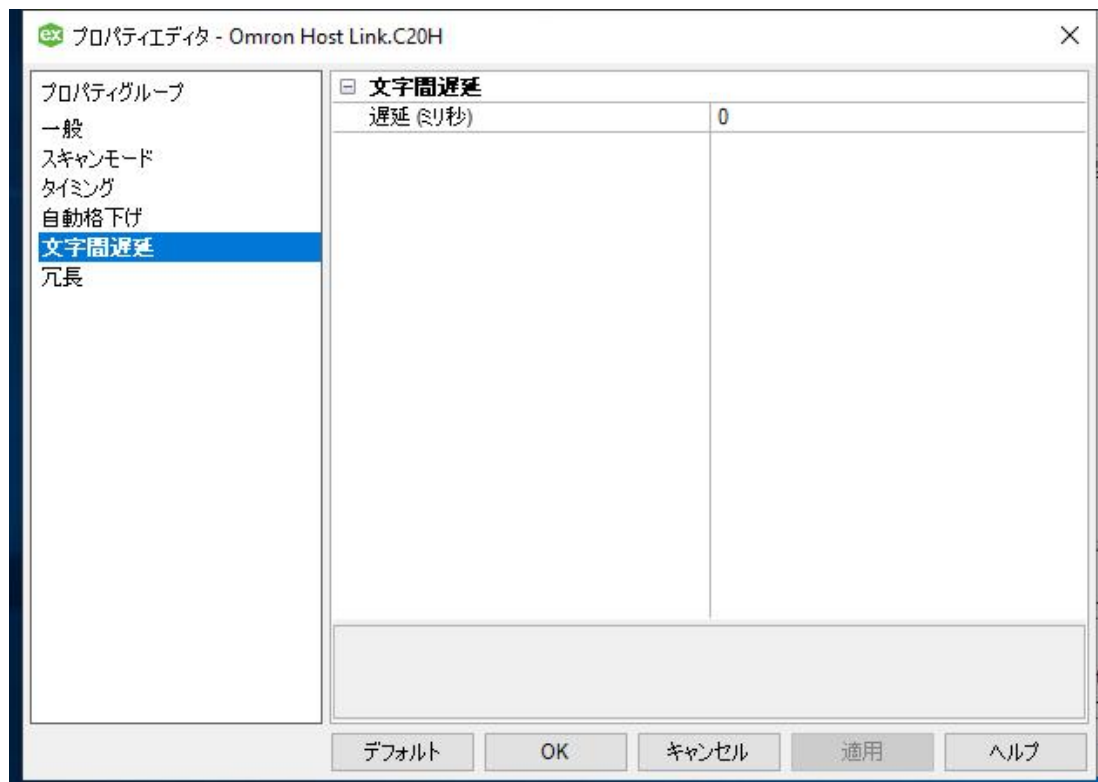 ex プロパティエディタ - Omron Host Link.C20H
プロパティグループ
一般
スキャンモード
タイミング
自動格下げ
文字間遅延
冗長
文字間遅延
遅延 (ミリ秒) 0
デフォルト OK キャンセル 適用 ヘルプ